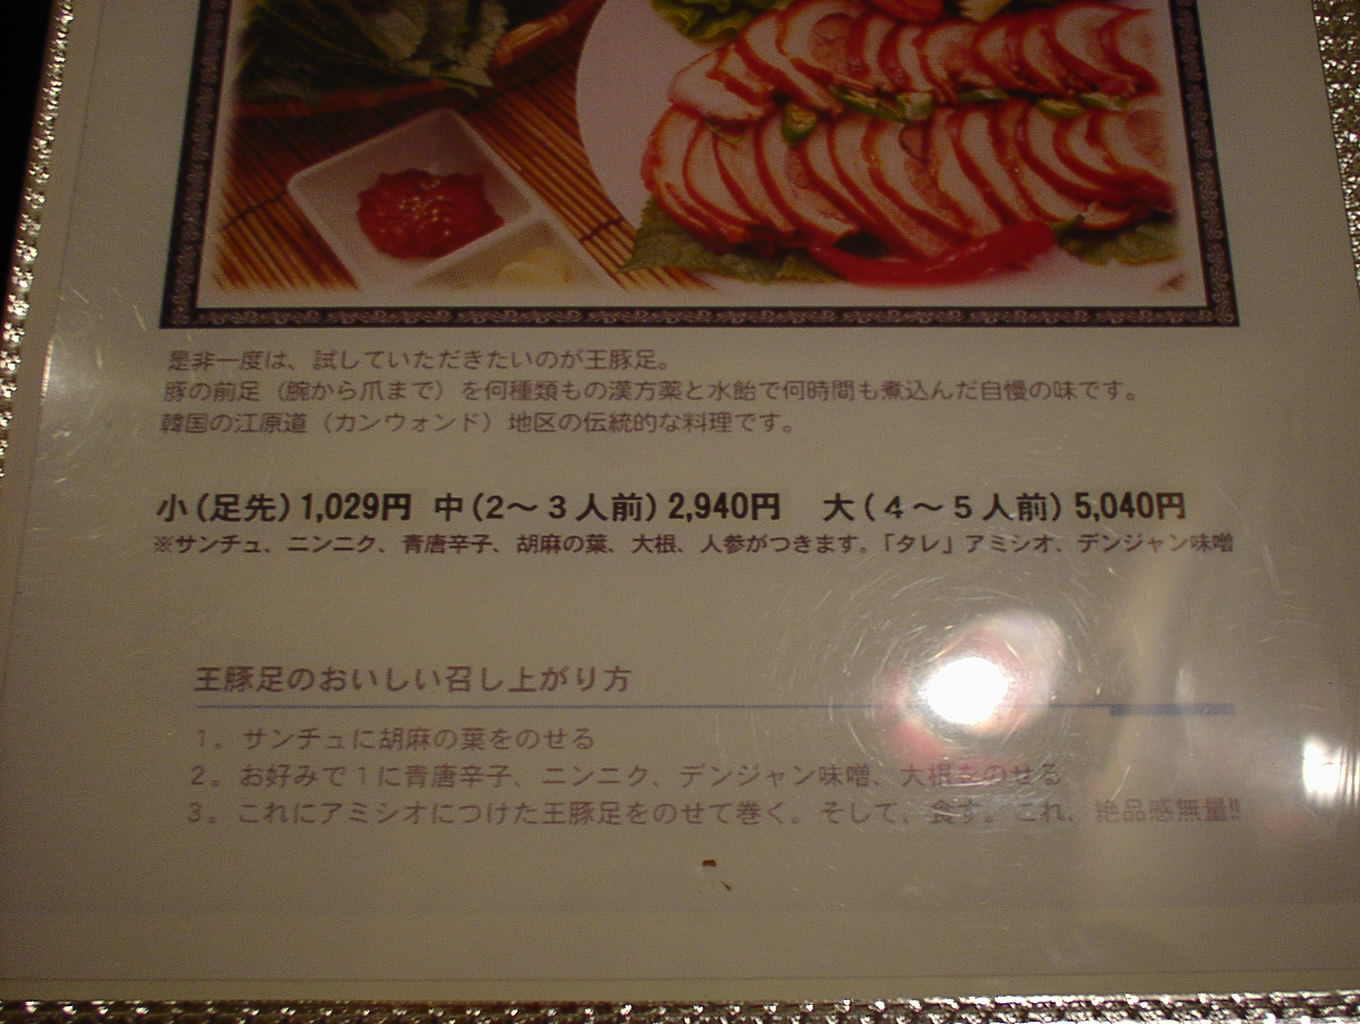 是非一度は、試していただきたいのが王豚足。
豚の前足（腕から爪まで）を何種類もの漢方薬と水飴で何時間も煮込んだ自慢の味です。
韓国の江原道（カンウォンド）地区の伝統的な料理です。
小(足先) 1,029円 中(2～３人前) 2,940円 大(４～５人前) 5,040円
※サンチュ、ニンニク、青唐辛子、胡麻の葉、大根、人参がつきます。「タレ」アミシオ、デンジャン味噌
王豚足のおいしい召し上がり方
1。サンチュに胡麻の葉をのせる
2。お好みで１に青唐辛子、ニンニク、デンジャン味噌、大根をのせる
3。これにアミシオにつけた王豚足をのせて巻く。そして、食す。これ、絶品感無量!!